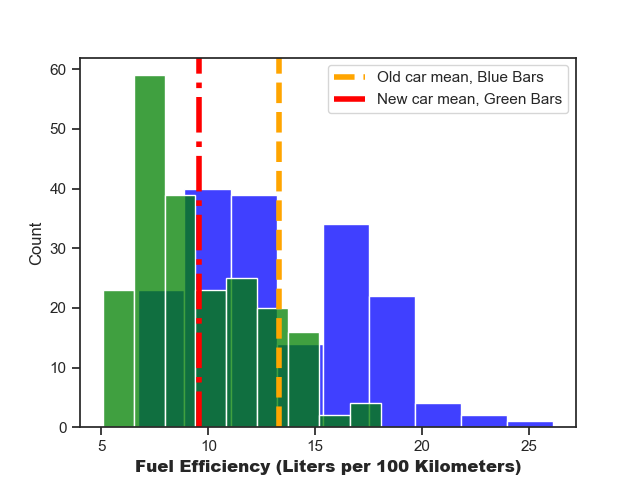 Old car mean, Blue Bars
New car mean, Green Bars
60
50
40
30
20
10
0
Count
5 10 15 20 25
Fuel Efficiency (Liters per 100 Kilometers)